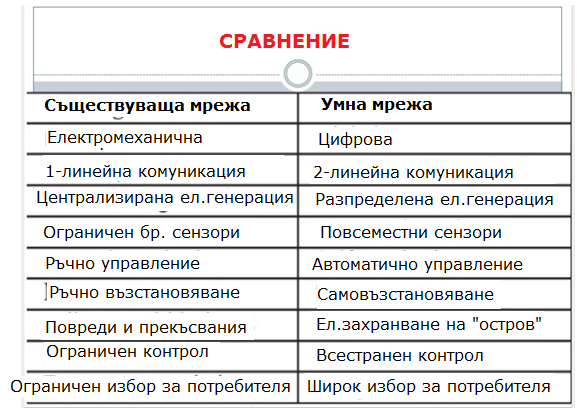 СРАВНЕНИЕ
Съществуваща мрежа Умна мрежа
Електромеханична Цифрова
1-линейна комуникация 2-линейна комуникация
Централизирана ел.генерация Разпределена ел.генерация
Ограничен бр. сензори Повсеместни сензори
Ръчно управление Автоматично управление
Ръчно възстановяване Самовъзстановяване
Повреди и прекъсвания Ел.захранване на "остров"
Ограничен контрол Всестранен контрол
Ограничен избор за потребителя Широк избор за потребителя